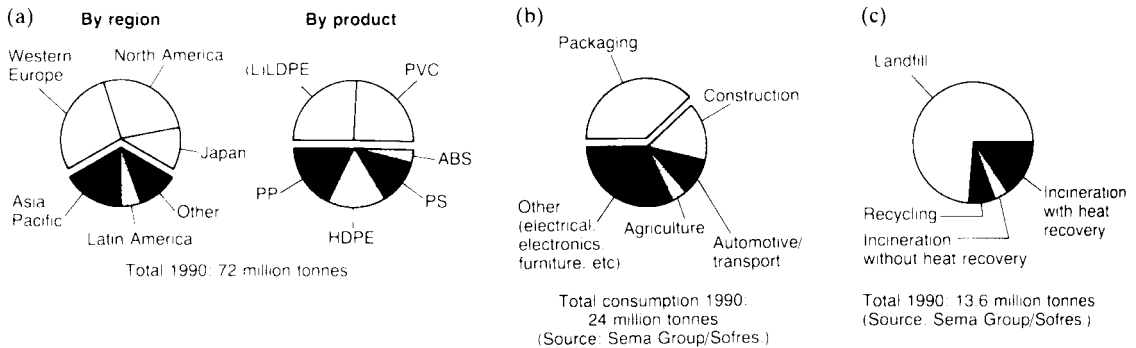 (a)
By region
By product
Western
Europe
North America
Japan
Asia
Pacific
Latin America
Other
(L)LDPE
PVC
ABS
PS
HDPE
PP
Total 1990: 72 million tonnes
(b)
Packaging
Construction
Other
(electrical,
electronics,
furniture, etc)
Agriculture
Automotive/
transport
Total consumption 1990:
24 million tonnes
(Source: Sema Group/Sofres.)
(c)
Landfill
Recycling
Incineration
without heat recovery
Incineration
with heat
recovery
Total 1990: 13.6 million tonnes
(Source: Sema Group/Sofres.)